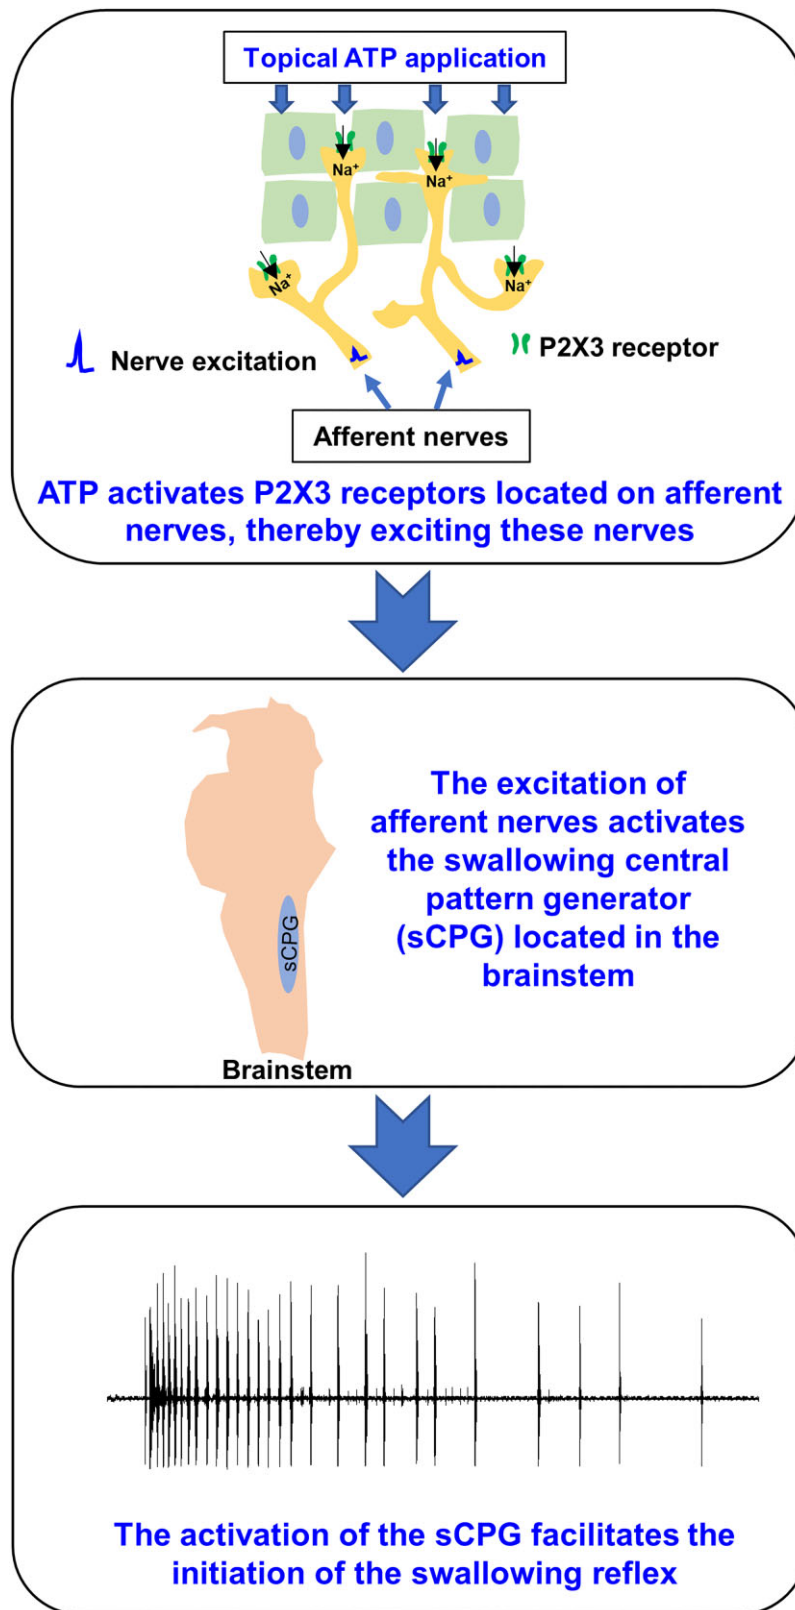 Topical ATP application
Na⁺
Na⁺
Na⁺
Na⁺
Nerve excitation
P2X3 receptor
Afferent nerves
ATP activates P2X3 receptors located on afferent
nerves, thereby exciting these nerves
The excitation of
afferent nerves activates
the swallowing central
pattern generator
(sCPG) located in the
brainstem
sCPG
Brainstem
The activation of the sCPG facilitates the
initiation of the swallowing reflex